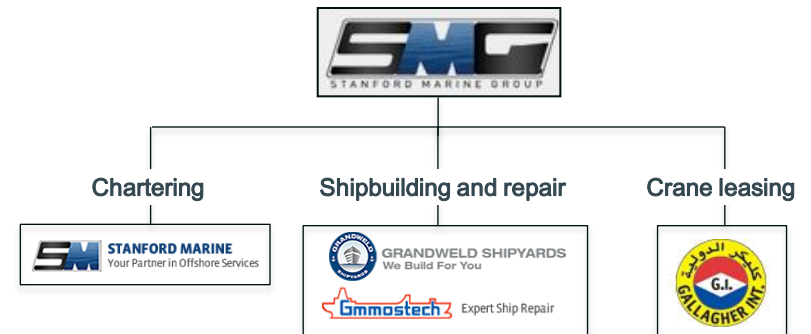 SMG
STANFORD MARINE GROUP
Chartering
Shipbuilding and repair
Crane leasing
SM
STANFORD MARINE
Your Partner in Offshore Services
GRANDWELD
SHIPYARDS
GRANDWELD SHIPYARDS
We Build For You
Gmmostech
Expert Ship Repair
كليكر الدولية
G.I.
GALLAGHER INT.